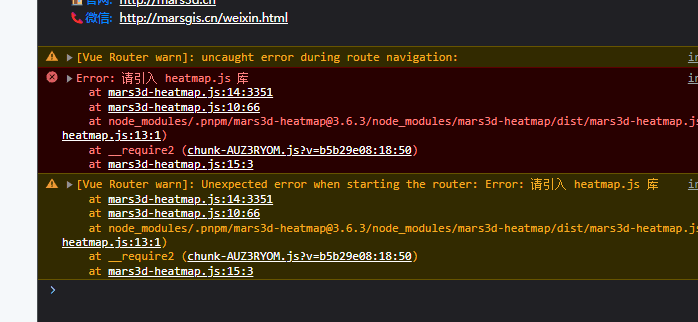 官网: http://mars3d.cn
微信: http://marsgis.cn/weixin.html
[Vue Router warn]: uncaught error during route navigation:
Error: 请引入 heatmap.js 库
at mars3d-heatmap.js:14:3351
at mars3d-heatmap.js:10:66
at node_modules/.pnpm/mars3d-heatmap@3.6.3/node_modules/mars3d-heatmap/dist/mars3d-heatmap.js
heatmap.js:13:1)
at __require2 (chunk-AUZ3RYOM.js?v=b5b29e08:18:50)
at mars3d-heatmap.js:15:3
[Vue Router warn]: Unexpected error when starting the router: Error: 请引入 heatmap.js 库
at mars3d-heatmap.js:14:3351
at mars3d-heatmap.js:10:66
at node_modules/.pnpm/mars3d-heatmap@3.6.3/node_modules/mars3d-heatmap/dist/mars3d-heatmap.js
heatmap.js:13:1)
at __require2 (chunk-AUZ3RYOM.js?v=b5b29e08:18:50)
at mars3d-heatmap.js:15:3